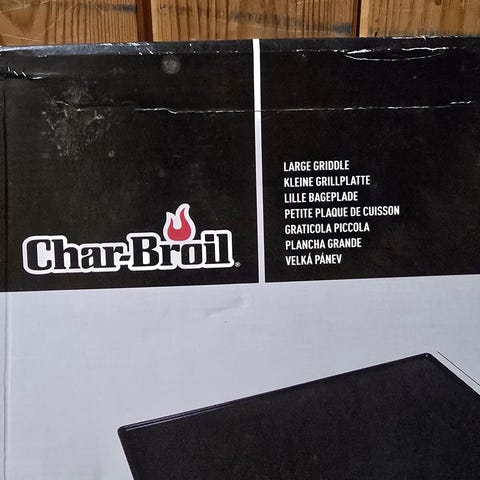 Char-Broil®
LARGE GRIDDLE
KLEINE GRILLPLATTE
LILLE BAGEPLADE
PETITE PLAQUE DE CUISSON
GRATICOLA PICCOLA
PLANCHA GRANDE
VELKÁ PÁNEV